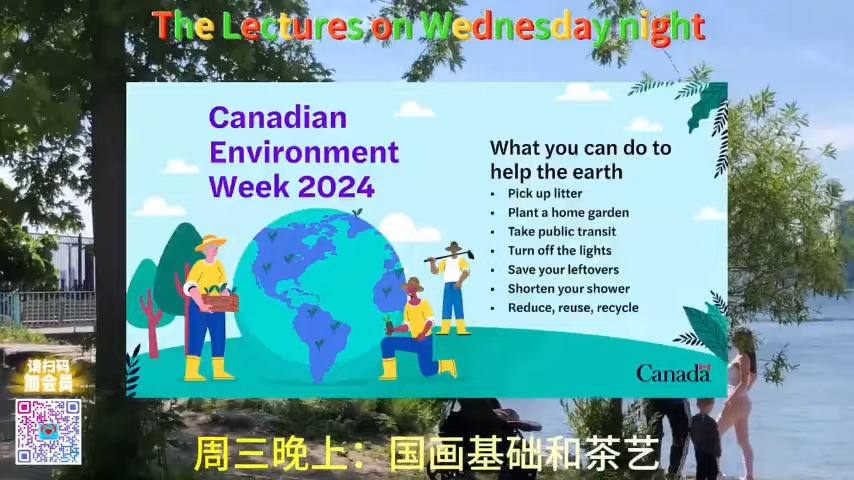 The Lectures on Wednesday night
Canadian
Environment
Week 2024
What you can do to
help the earth
• Pick up litter
• Plant a home garden
• Take public transit
• Turn off the lights
• Save your leftovers
• Shorten your shower
• Reduce, reuse, recycle
Canada
请扫码
加会员
周三晚上：国画基础和茶艺